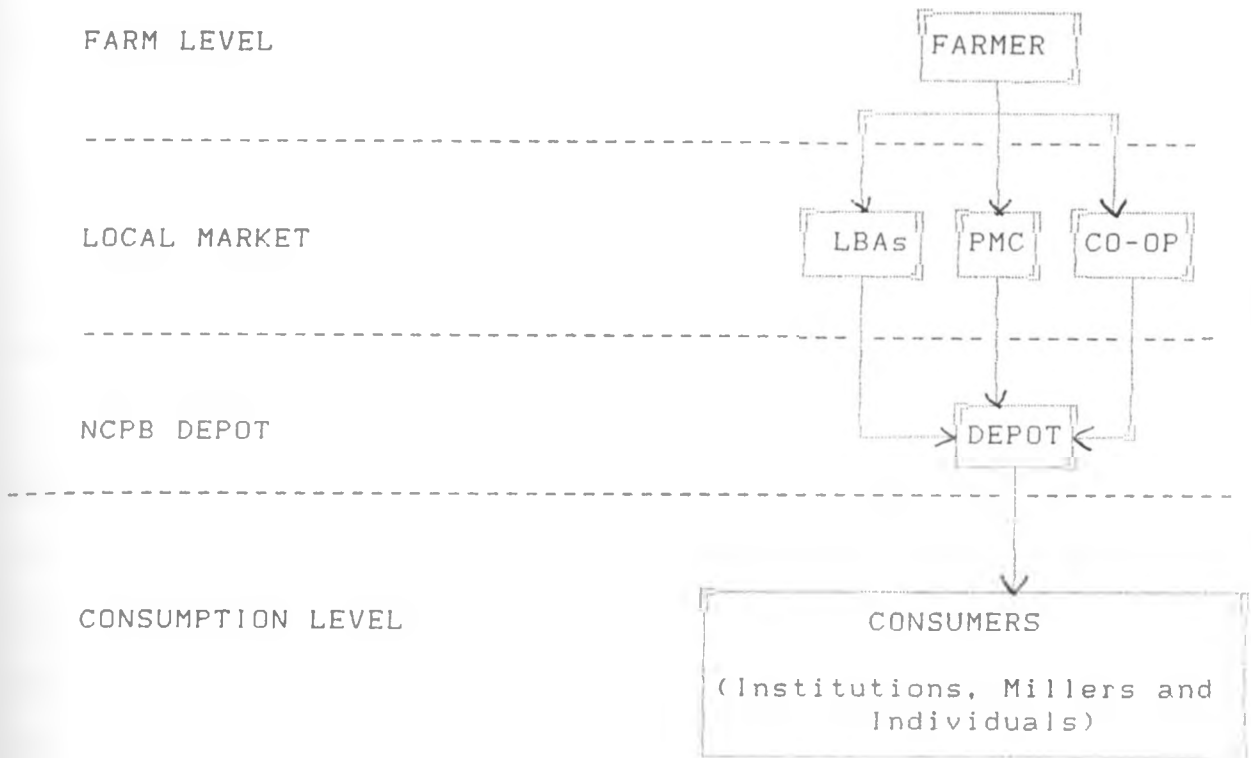 FARM LEVEL
FARMER
LOCAL MARKET
LBAs
PMC
CO-OP
NCPB DEPOT
DEPOT
CONSUMPTION LEVEL
CONSUMERS
(Institutions, Millers and
Individuals)